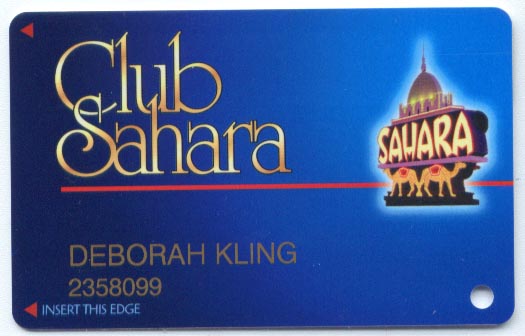 Club
Sahara
SAHARA
DEBORAH KLING
2358099
INSERT THIS EDGE